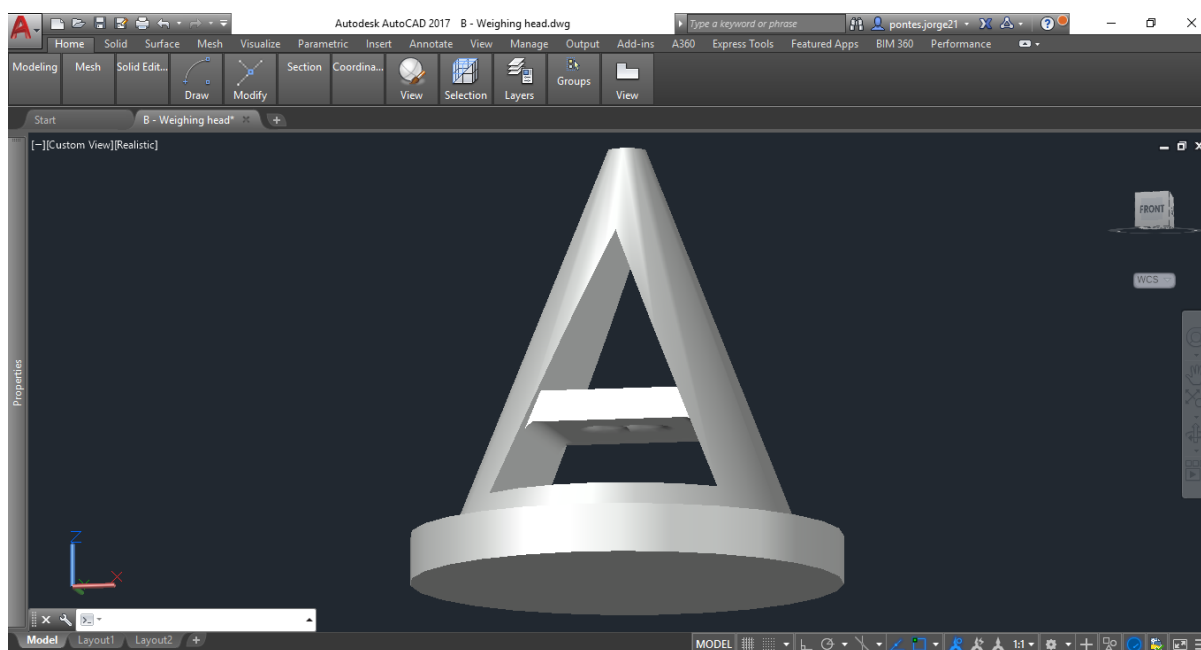 Autodesk AutoCAD 2017 B - Weighing head.dwg
Type a keyword or phrase
pontes.jorge21
Home Solid Surface Mesh Visualize Parametric Insert Annotate View Manage Output Add-ins A360 Express Tools Featured Apps BIM 360 Performance
Modeling Mesh Solid Edit... Draw Modify Section Coordina... View Selection Layers Groups View
Start B - Weighing head*
[−][Custom View][Realistic]
FRONT
WCS
Properties
Z
X
Model Layout1 Layout2
MODEL 1:1